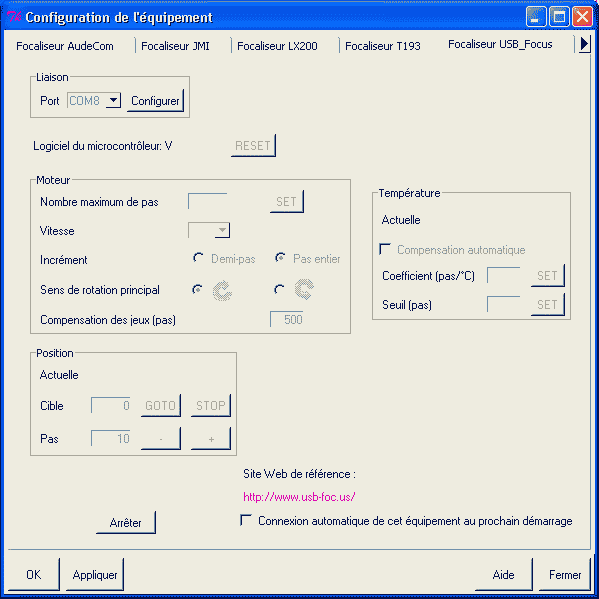 Configuration de l'équipement
Focaliseur AudeCom Focaliseur JMI Focaliseur LX200 Focaliseur T193 Focaliseur USB_Focus
Liaison
Port COM8 Configurer
Logiciel du microcontrôleur: V RESET
Moteur
Nombre maximum de pas SET
Vitesse
Incrément Demi-pas Pas entier
Sens de rotation principal
Compensation des jeux (pas) 500
Température
Actuelle
Compensation automatique
Coefficient (pas/°C) SET
Seuil (pas) SET
Position
Actuelle
Cible 0 GOTO STOP
Pas 10 - +
Site Web de référence :
http://www.usb-foc.us/
Arrêter
Connexion automatique de cet équipement au prochain démarrage
OK Appliquer Aide Fermer